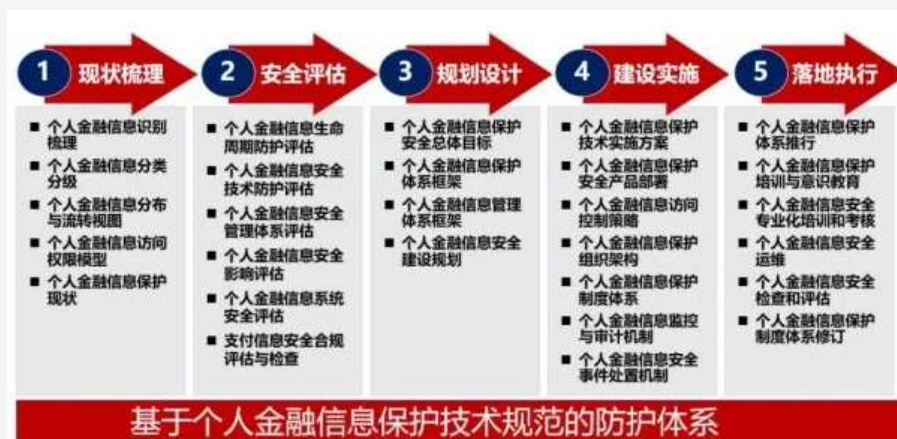 1 现状梳理
■ 个人金融信息识别
梳理
■ 个人金融信息分类
分级
■ 个人金融信息分布
与流转视图
■ 个人金融信息访问
权限模型
■ 个人金融信息保护
现状
2 安全评估
■ 个人金融信息生命
周期防护评估
■ 个人金融信息安全
技术防护评估
■ 个人金融信息安全
管理体系评估
■ 个人金融信息安全
影响评估
■ 个人金融信息系统
安全评估
■ 支付信息安全合规
评估与检查
3 规划设计
■ 个人金融信息保护
安全总体目标
■ 个人金融信息保护
体系框架
■ 个人金融信息管理
体系框架
■ 个人金融信息安全
建设规划
4 建设实施
■ 个人金融信息保护
技术实施方案
■ 个人金融信息保护
安全产品部署
■ 个人金融信息访问
控制策略
■ 个人金融信息保护
组织架构
■ 个人金融信息保护
制度体系
■ 个人金融信息监控
与审计机制
■ 个人金融信息安全
事件处置机制
5 落地执行
■ 个人金融信息保护
体系推行
■ 个人金融信息保护
培训与意识教育
■ 个人金融信息安全
专业化培训和考核
■ 个人金融信息安全
运维
■ 个人金融信息安全
检查和评估
■ 个人金融信息保护
制度体系修订
基于个人金融信息保护技术规范的防护体系